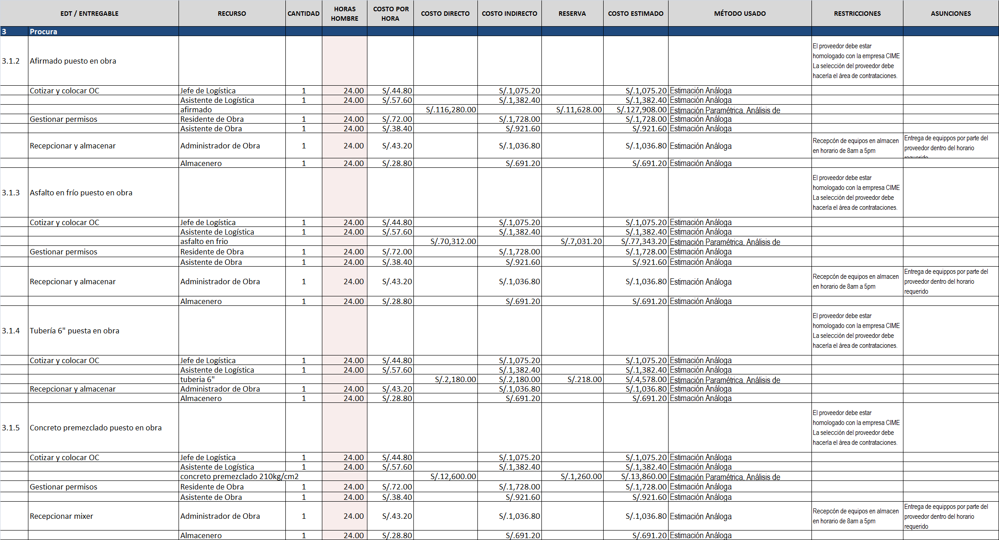 EDT / ENTREGABLE RECURSO CANTIDAD HORAS HOMBRE COSTO POR HORA COSTO DIRECTO COSTO INDIRECTO RESERVA COSTO ESTIMADO MÉTODO USADO RESTRICCIONES ASUNCIONES
3 Procura
3.1.2 Afirmado puesto en obra
El proveedor debe estar
homologado con la empresa CIME
La selecciòn del proveedor debe
hacerla el àrea de contrataciones.
Cotizar y colocar OC Jefe de Logística 1 24.00 S/.44.80 S/.1,075.20 S/.1,075.20 Estimación Análoga
Asistente de Logística 1 24.00 S/.57.60 S/.1,382.40 S/.1,382.40 Estimación Análoga
afirmado S/.116,280.00 S/.11,628.00 S/.127,908.00 Estimación Paramétrica, Análisis de
Gestionar permisos Residente de Obra 1 24.00 S/.72.00 S/.1,728.00 S/.1,728.00 Estimación Análoga
Asistente de Obra 1 24.00 S/.38.40 S/.921.60 S/.921.60 Estimación Análoga
Recepcionar y almacenar Administrador de Obra 1 24.00 S/.43.20 S/.1,036.80 S/.1,036.80 Estimación Análoga
Recepcón de equipos en almacen
en horario de 8am a 5pm
Entrega de equippos por parte del
proveedor dentro del horario
requerido
Almacenero 1 24.00 S/.28.80 S/.691.20 S/.691.20 Estimación Análoga
3.1.3 Asfalto en frío puesto en obra
El proveedor debe estar
homologado con la empresa CIME
La selecciòn del proveedor debe
hacerla el àrea de contrataciones.
Cotizar y colocar OC Jefe de Logística 1 24.00 S/.44.80 S/.1,075.20 S/.1,075.20 Estimación Análoga
Asistente de Logística 1 24.00 S/.57.60 S/.1,382.40 S/.1,382.40 Estimación Análoga
asfalto en frio S/.70,312.00 S/.7,031.20 S/.77,343.20 Estimación Paramétrica, Análisis de
Gestionar permisos Residente de Obra 1 24.00 S/.72.00 S/.1,728.00 S/.1,728.00 Estimación Análoga
Asistente de Obra 1 24.00 S/.38.40 S/.921.60 S/.921.60 Estimación Análoga
Recepcionar y almacenar Administrador de Obra 1 24.00 S/.43.20 S/.1,036.80 S/.1,036.80 Estimación Análoga
Recepcón de equipos en almacen
en horario de 8am a 5pm
Entrega de equippos por parte del
proveedor dentro del horario
requerido
Almacenero 1 24.00 S/.28.80 S/.691.20 S/.691.20 Estimación Análoga
3.1.4 Tubería 6" puesta en obra
El proveedor debe estar
homologado con la empresa CIME
La selecciòn del proveedor debe
hacerla el àrea de contrataciones.
Cotizar y colocar OC Jefe de Logística 1 24.00 S/.44.80 S/.1,075.20 S/.1,075.20 Estimación Análoga
Asistente de Logística 1 24.00 S/.57.60 S/.1,382.40 S/.1,382.40 Estimación Análoga
tuberia 6" S/.2,180.00 S/.2,180.00 S/.218.00 S/.4,578.00 Estimación Paramétrica, Análisis de
Recepcionar y almacenar Administrador de Obra 1 24.00 S/.43.20 S/.1,036.80 S/.1,036.80 Estimación Análoga
Almacenero 1 24.00 S/.28.80 S/.691.20 S/.691.20 Estimación Análoga
3.1.5 Concreto premezclado puesto en obra
El proveedor debe estar
homologado con la empresa CIME
La selecciòn del proveedor debe
hacerla el àrea de contrataciones.
Cotizar y colocar OC Jefe de Logística 1 24.00 S/.44.80 S/.1,075.20 S/.1,075.20 Estimación Análoga
Asistente de Logística 1 24.00 S/.57.60 S/.1,382.40 S/.1,382.40 Estimación Análoga
concreto premezclado 210kg/cm2 S/.12,600.00 S/.1,260.00 S/.13,860.00 Estimación Paramétrica, Análisis de
Gestionar permisos Residente de Obra 1 24.00 S/.72.00 S/.1,728.00 S/.1,728.00 Estimación Análoga
Asistente de Obra 1 24.00 S/.38.40 S/.921.60 S/.921.60 Estimación Análoga
Recepcionar mixer Administrador de Obra 1 24.00 S/.43.20 S/.1,036.80 S/.1,036.80 Estimación Análoga
Recepcón de equipos en almacen
en horario de 8am a 5pm
Entrega de equippos por parte del
proveedor dentro del horario
requerido
Almacenero 1 24.00 S/.28.80 S/.691.20 S/.691.20 Estimación Análoga